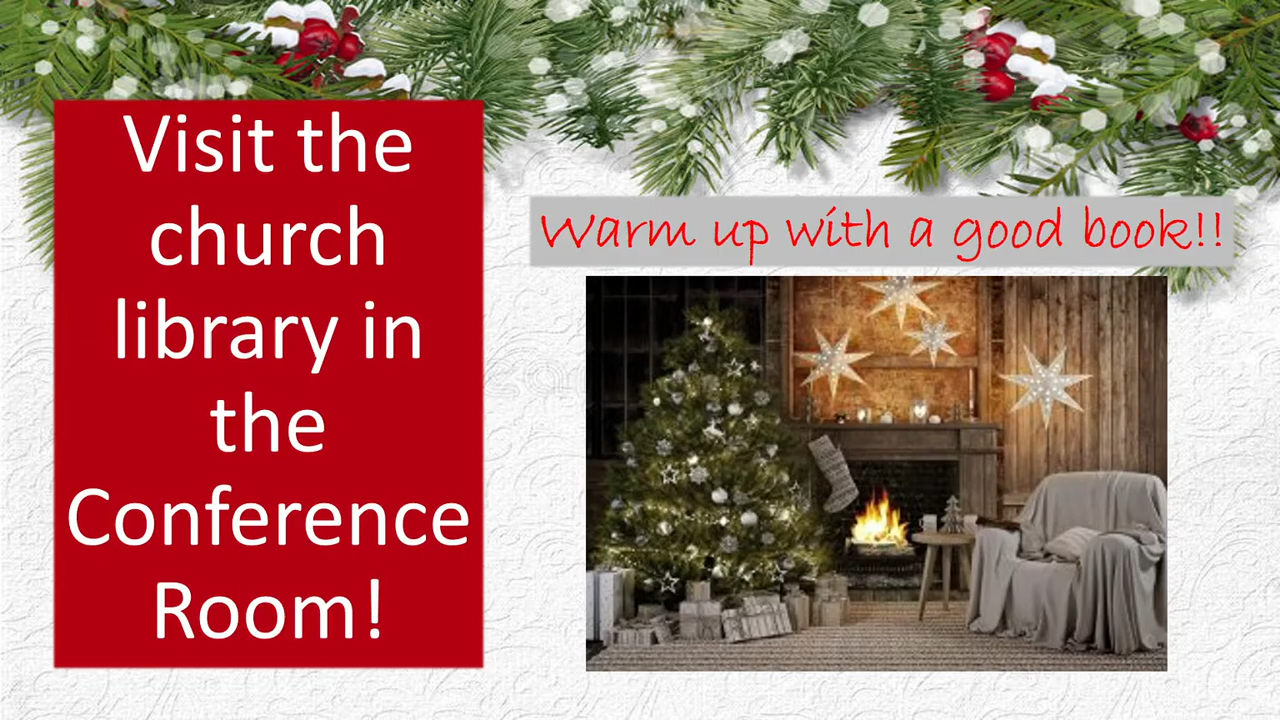 Visit the
church
library in
the
Conference
Room!
Warm up with a good book!!